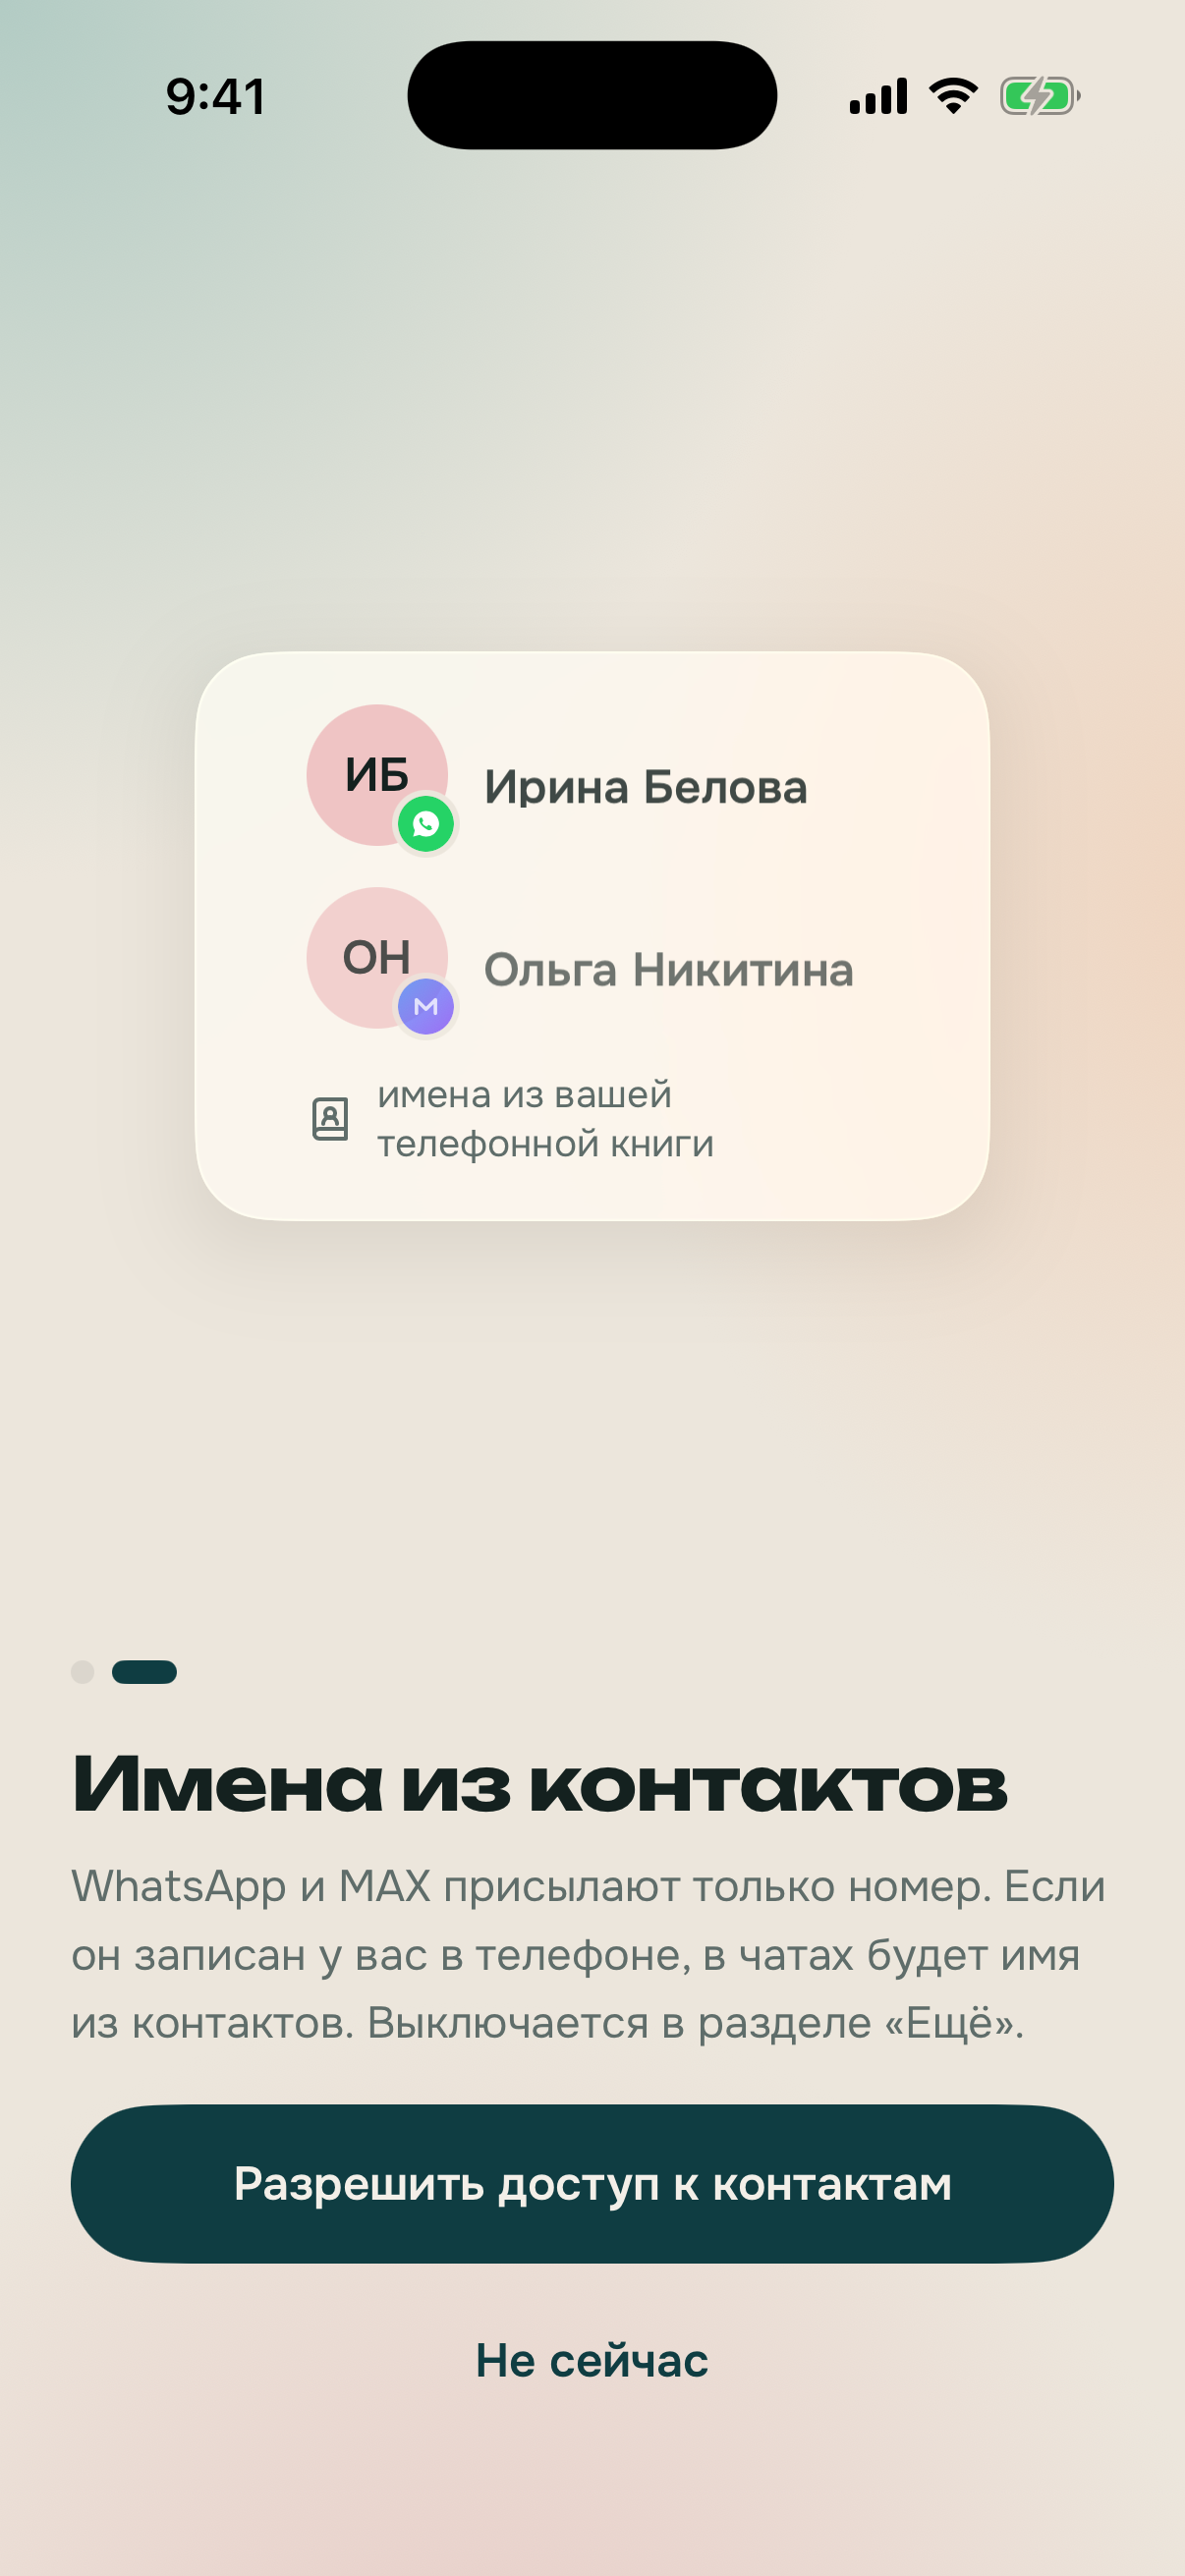 9:41
ИБ
Ирина Белова
ОН
Ольга Никитина
имена из вашей
телефонной книги
Имена из контактов
WhatsApp и MAX присылают только номер. Если
он записан у вас в телефоне, в чатах будет имя
из контактов. Выключается в разделе «Ещё».
Разрешить доступ к контактам
Не сейчас